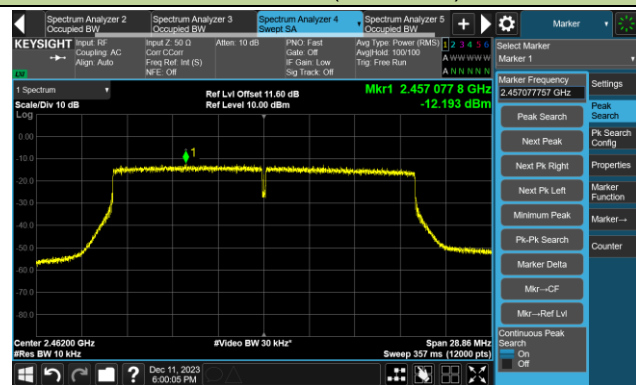 Spectrum Analyzer 2
Occupied BW
Spectrum Analyzer 3
Occupied BW
Spectrum Analyzer 4
Swept SA
Spectrum Analyzer 5
Occupied BW
Marker
KEYSIGHT
Input: RF
Coupling: AC
Align: Auto
Input Z: 50 Ω
Corr CCorr
Freq Ref: Int (S)
NFE: Off
Atten: 10 dB
PNO: Fast
Gate: Off
IF Gain: Low
Sig Track: Off
Avg Type: Power (RMS)
Avg|Hold: 100/100
Trig: Free Run
1 2 3 4 5 6
A W W W W W
A N N N N N
Select Marker
Marker 1
1 Spectrum
Scale/Div 10 dB
Log
Ref Lvl Offset 11.60 dB
Ref Level 10.00 dBm
Mkr1 2.457 077 8 GHz
-12.193 dBm
Marker Frequency
2.457077757 GHz
Settings
Peak Search
Next Peak
Next Pk Right
Next Pk Left
Minimum Peak
Pk-Pk Search
Marker Delta
Mkr→CF
Mkr→Ref Lvl
Continuous Peak
Search
On
Off
Peak
Search
Pk Search
Config
Properties
Marker
Function
Marker→
Counter
0.00
-10.0
-20.0
-30.0
-40.0
-50.0
-60.0
-70.0
-80.0
1
Center 2.46200 GHz
#Res BW 10 kHz
#Video BW 30 kHz*
Span 28.86 MHz
Sweep 357 ms (12000 pts)
?
Dec 11, 2023
6:00:05 PM